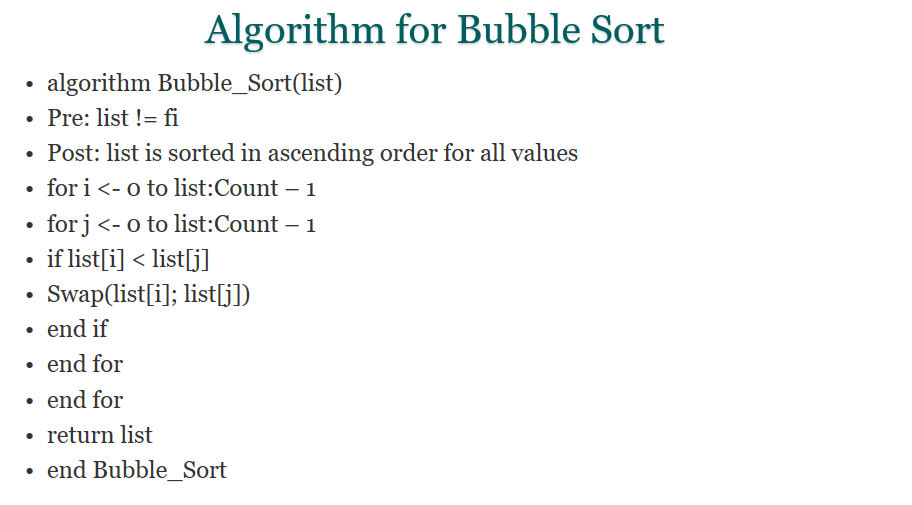 Algorithm for Bubble Sort
• algorithm Bubble_Sort(list)
• Pre: list != fi
• Post: list is sorted in ascending order for all values
• for i <- 0 to list:Count – 1
• for j <- 0 to list:Count – 1
• if list[i] < list[j]
• Swap(list[i]; list[j])
• end if
• end for
• end for
• return list
• end Bubble_Sort